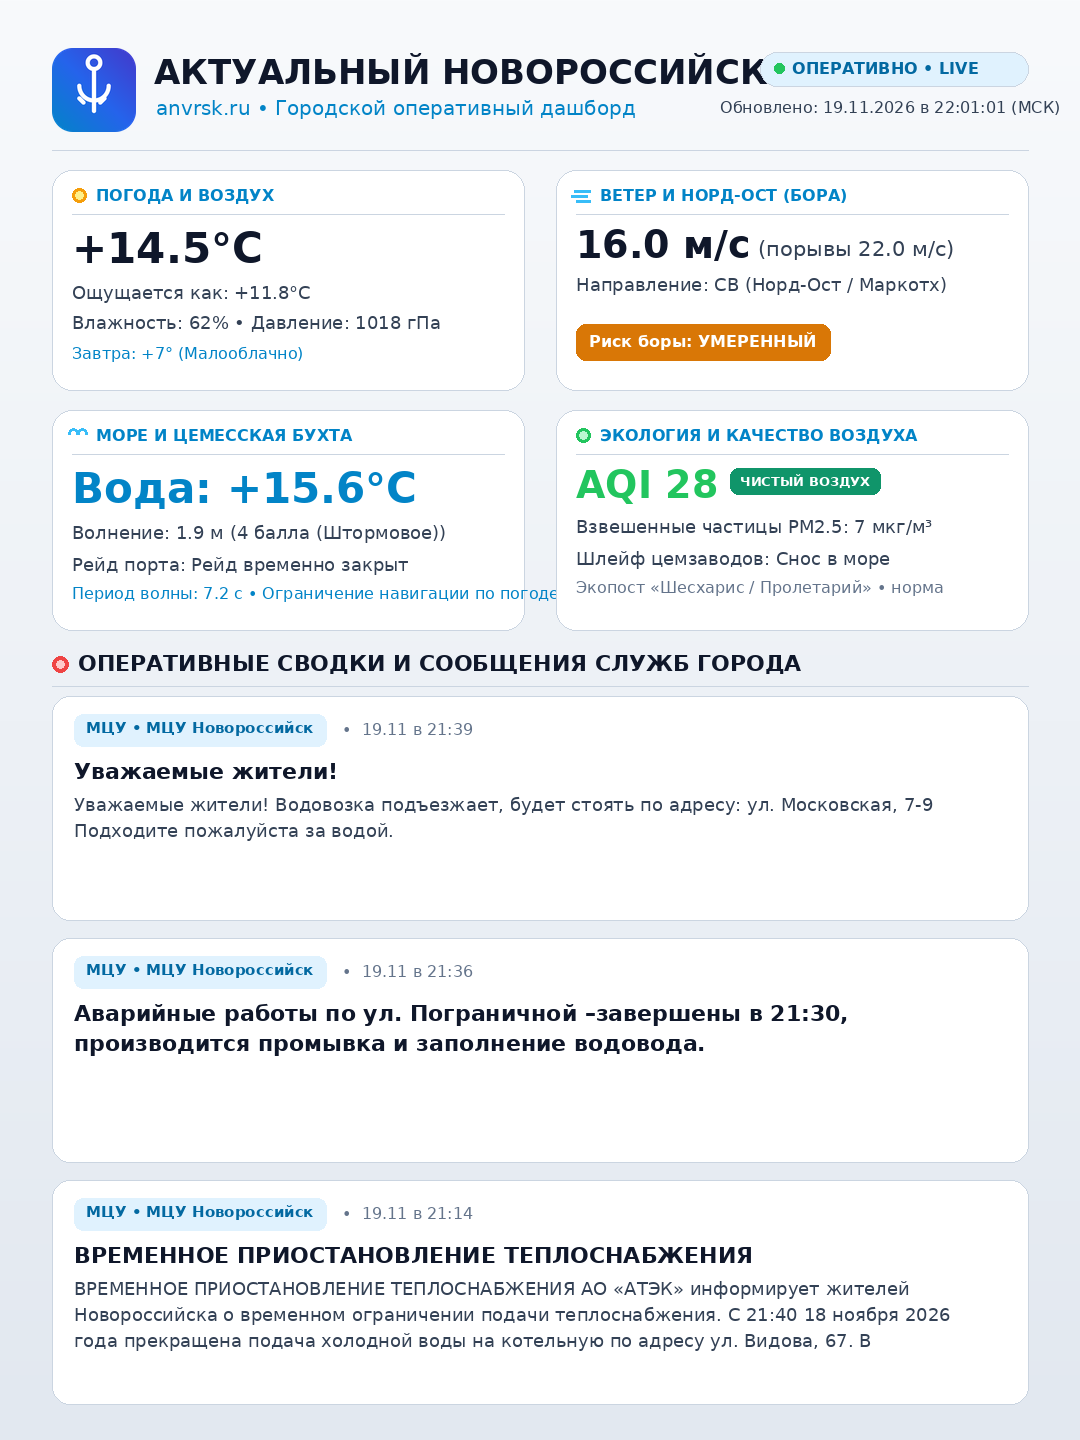 АКТУАЛЬНЫЙ НОВОРОССИЙСК
ОПЕРАТИВНО • LIVE
anvrsk.ru • Городской оперативный дашборд
Обновлено: 19.11.2026 в 22:01:01 (МСК)
ПОГОДА И ВОЗДУХ
+14.5°C
Ощущается как: +11.8°C
Влажность: 62% • Давление: 1018 гПа
Завтра: +7° (Малооблачно)
ВЕТЕР И НОРД-ОСТ (БОРА)
16.0 м/с (порывы 22.0 м/с)
Направление: СВ (Норд-Ост / Маркотх)
Риск боры: УМЕРЕННЫЙ
МОРЕ И ЦЕМЕССКАЯ БУХТА
Вода: +15.6°C
Волнение: 1.9 м (4 балла (Штормовое))
Рейд порта: Рейд временно закрыт
Период волны: 7.2 с • Ограничение навигации по погоде
ЭКОЛОГИЯ И КАЧЕСТВО ВОЗДУХА
AQI 28 ЧИСТЫЙ ВОЗДУХ
Взвешенные частицы PM2.5: 7 мкг/м³
Шлейф цемзаводов: Снос в море
Экопост «Шесхарис / Пролетарий» • норма
ОПЕРАТИВНЫЕ СВОДКИ И СООБЩЕНИЯ СЛУЖБ ГОРОДА
МЦУ • МЦУ Новороссийск • 19.11 в 21:39
Уважаемые жители!
Уважаемые жители! Водовозка подъезжает, будет стоять по адресу: ул. Московская, 7-9
Подходите пожалуйста за водой.
МЦУ • МЦУ Новороссийск • 19.11 в 21:36
Аварийные работы по ул. Пограничной –завершены в 21:30,
производится промывка и заполнение водовода.
МЦУ • МЦУ Новороссийск • 19.11 в 21:14
ВРЕМЕННОЕ ПРИОСТАНОВЛЕНИЕ ТЕПЛОСНАБЖЕНИЯ
ВРЕМЕННОЕ ПРИОСТАНОВЛЕНИЕ ТЕПЛОСНАБЖЕНИЯ АО «АТЭК» информирует жителей
Новороссийска о временном ограничении подачи теплоснабжения. С 21:40 18 ноября 2026
года прекращена подача холодной воды на котельную по адресу ул. Видова, 67. В